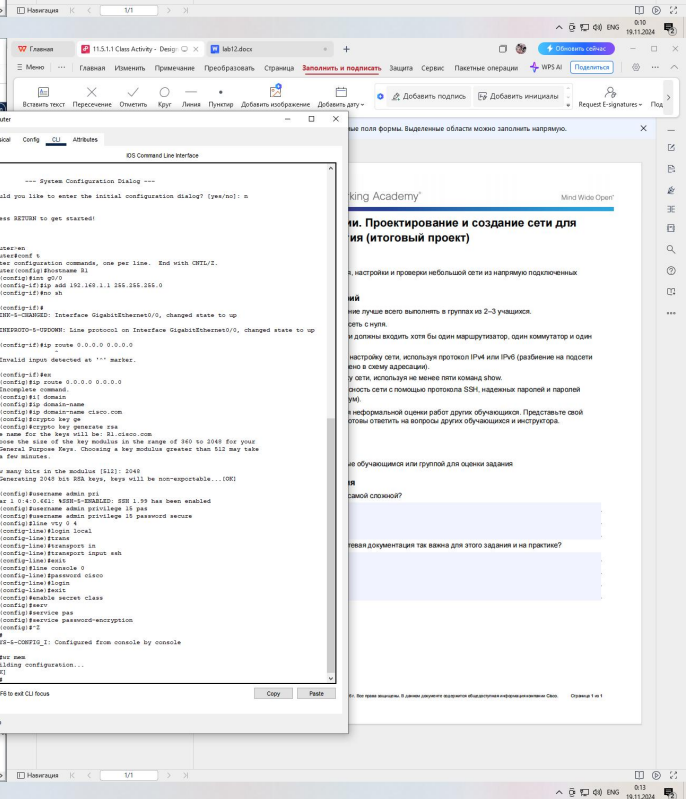 Навигация
1/1
ENG
0:10
19.11.2024
Главная
11.5.1.1 Class Activity - Design
lab12.docx
Обновить сейчас
Меню
Главная Изменить Примечание Преобразовать Страница Заполнить и подписать Защита Сервис Пакетные операции WPS AI Поделиться
Вставить текст Пересечение Отметить Круг Линия Пунктир Добавить изображение Добавить дату
Добавить подпись Добавить инициалы Request E-signatures Под
ные поля формы. Выделенные области можно заполнить напрямую.
uter
sical Config CLI Attributes
IOS Command Line Interface
--- System Configuration Dialog ---
uld you like to enter the initial configuration dialog? [yes/no]: n
ess RETURN to get started!
uter>en
uter#conf t
ter configuration commands, one per line. End with CNTL/Z.
uter(config)#hostname R1
(config)#int g0/0
(config-if)#ip add 192.168.1.1 255.255.255.0
(config-if)#no sh
(config-if)#
INK-5-CHANGED: Interface GigabitEthernet0/0, changed state to up
INEPROTO-5-UPDOWN: Line protocol on Interface GigabitEthernet0/0, changed state to up
(config-if)#ip route 0.0.0.0 0.0.0.0
^
Invalid input detected at '^' marker.
(config-if)#ex
(config)#ip route 0.0.0.0 0.0.0.0
Incomplete command.
(config)#i[ domain
(config)#ip domain-name
(config)#ip domain-name cisco.com
(config)#crypto key ge
(config)#crypto key generate rsa
e name for the keys will be: R1.cisco.com
oose the size of the key modulus in the range of 360 to 2048 for your
General Purpose Keys. Choosing a key modulus greater than 512 may take
a few minutes.
w many bits in the modulus [512]: 2048
Generating 2048 bit RSA keys, keys will be non-exportable...[OK]
(config)#username admin pri
ar 1 0:4:0.661: %SSH-5-ENABLED: SSH 1.99 has been enabled
(config)#username admin privilege 15 pas
(config)#username admin privilege 15 password secure
(config)#line vty 0 4
(config-line)#login local
(config-line)#trans
(config-line)#transport in
(config-line)#transport input ssh
(config-line)#exit
(config)#line console 0
(config-line)#password cisco
(config-line)#login
(config-line)#exit
(config)#enable secret class
(config)#serv
(config)#service pas
(config)#service password-encryption
(config)#^Z
#
YS-5-CONFIG_I: Configured from console by console
#wr mem
ilding configuration...
K]
#
F6 to exit CLI focus
Copy Paste
king Academy
Mind Wide Open
и. Проектирование и создание сети для
тия (итоговый проект)
я, настройки и проверки небольшой сети из напрямую подключенных
ий
ние лучше всего выполнять в группах из 2–3 учащихся.
сеть с нуля.
и должны входить хотя бы один маршрутизатор, один коммутатор и один
настройку сети, используя протокол IPv4 или IPv6 (разбиение на подсети
ено в схему адресации).
у сети, используя не менее пяти команд show.
сность сети с помощью протокола SSH, надежных паролей и паролей
ум).
я неформальной оценки работ других обучающихся. Представьте свой
отовы ответить на вопросы других обучающихся и инструктора.
ые обучающимся или группой для оценки задания
ия
самой сложной?
тевая документация так важна для этого задания и на практике?
г. Все права защищены. В данном документе содержится общедоступная информация компании Cisco. Страница 1 из 1
Навигация
1/1
ENG
0:13
19.11.2024